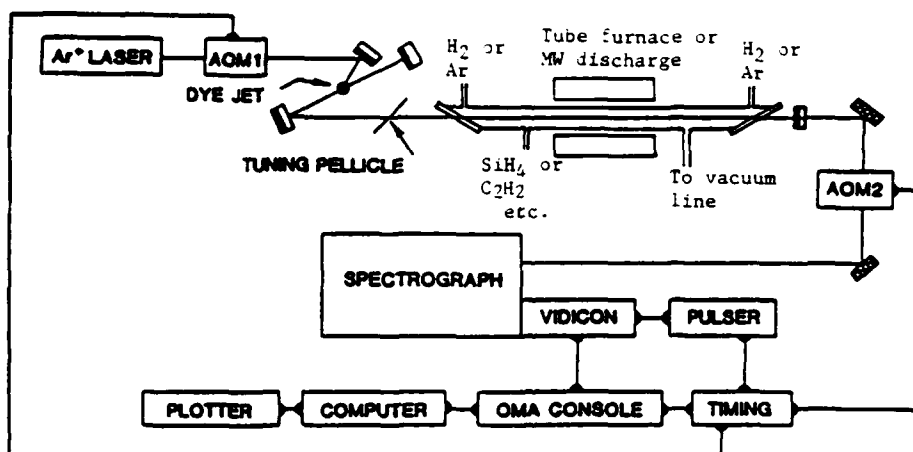 Ar⁺ LASER
AOM1
DYE JET
TUNING PELLICLE
H₂ or
Ar
Tube furnace or
MW discharge
H₂ or
Ar
SiH₄ or
C₂H₂
etc.
To vacuum
line
AOM2
SPECTROGRAPH
VIDICON
PULSER
PLOTTER
COMPUTER
OMA CONSOLE
TIMING